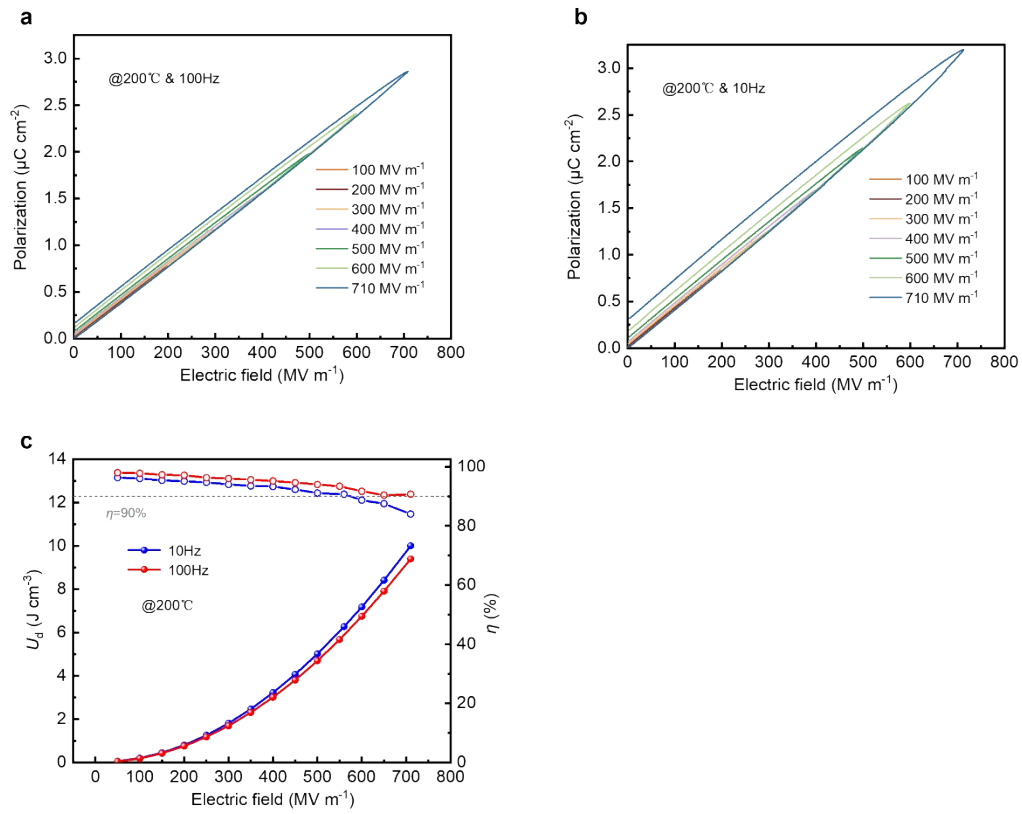 a
@200℃ & 100Hz
Polarization (μC cm-2)
3.0
2.5
2.0
1.5
1.0
0.5
0.0
100 MV m-1
200 MV m-1
300 MV m-1
400 MV m-1
500 MV m-1
600 MV m-1
710 MV m-1
0 100 200 300 400 500 600 700 800
Electric field (MV m-1)
b
@200℃ & 10Hz
Polarization (μC cm-2)
3.0
2.5
2.0
1.5
1.0
0.5
0.0
100 MV m-1
200 MV m-1
300 MV m-1
400 MV m-1
500 MV m-1
600 MV m-1
710 MV m-1
0 100 200 300 400 500 600 700 800
Electric field (MV m-1)
c
Ud (J cm-3)
14
12
10
8
6
4
2
0
η=90%
10Hz
100Hz
@200℃
100
80
60
40
20
0
η (%)
0 100 200 300 400 500 600 700 800
Electric field (MV m-1)